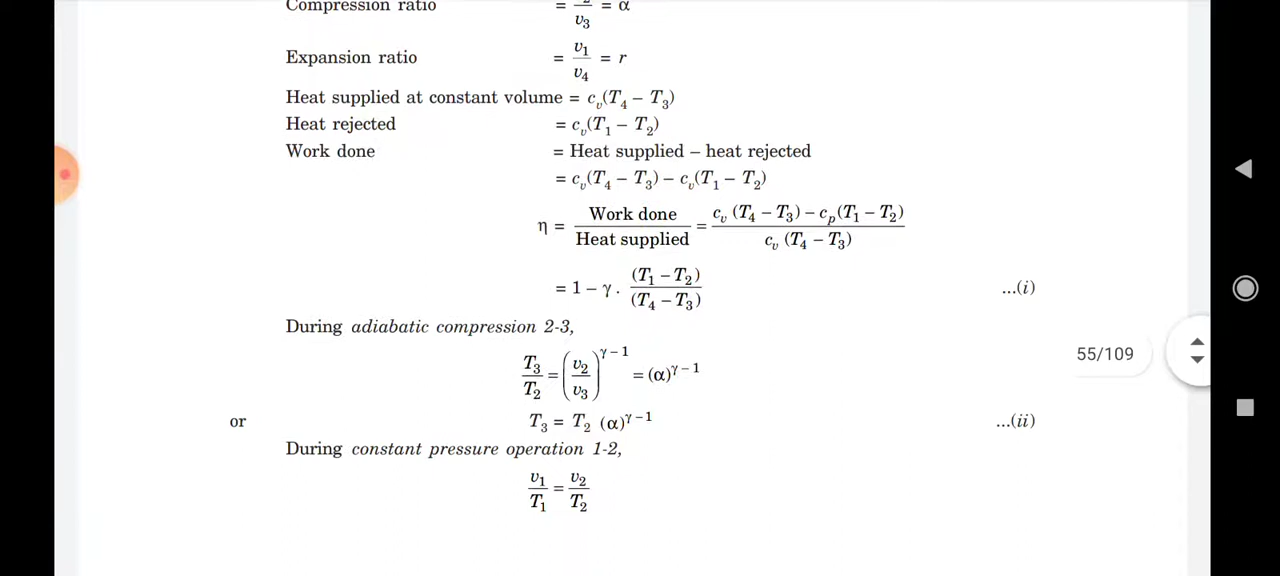 Compression ratio = 2/v₃ = α
Expansion ratio = v₁/v₄ = r
Heat supplied at constant volume = cᵥ(T₄ – T₃)
Heat rejected = cᵥ(T₁ – T₂)
Work done = Heat supplied – heat rejected
= cᵥ(T₄ – T₃) – cᵥ(T₁ – T₂)
η = Work done/Heat supplied = cᵥ (T₄ – T₃) – cₚ(T₁ – T₂)/cᵥ (T₄ – T₃)
= 1 – γ . (T₁ – T₂)/(T₄ – T₃) ...(i)
During adiabatic compression 2-3,
T₃/T₂ = (v₂/v₃)^γ – 1 = (α)^γ – 1
or T₃ = T₂ (α)^γ – 1 ...(ii)
During constant pressure operation 1-2,
v₁/T₁ = v₂/T₂
55/109